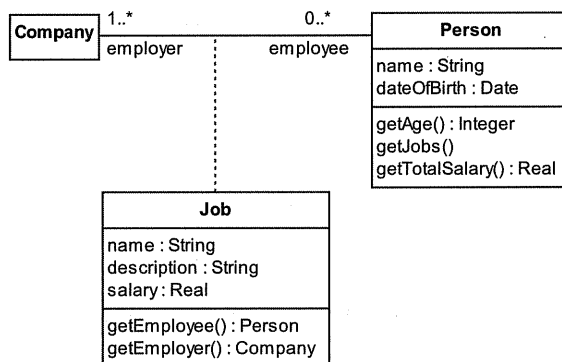 1..*
0..*
Company
employer
employee
Person
name : String
dateOfBirth : Date
getAge() : Integer
getJobs()
getTotalSalary() : Real
Job
name : String
description : String
salary : Real
getEmployee() : Person
getEmployer() : Company